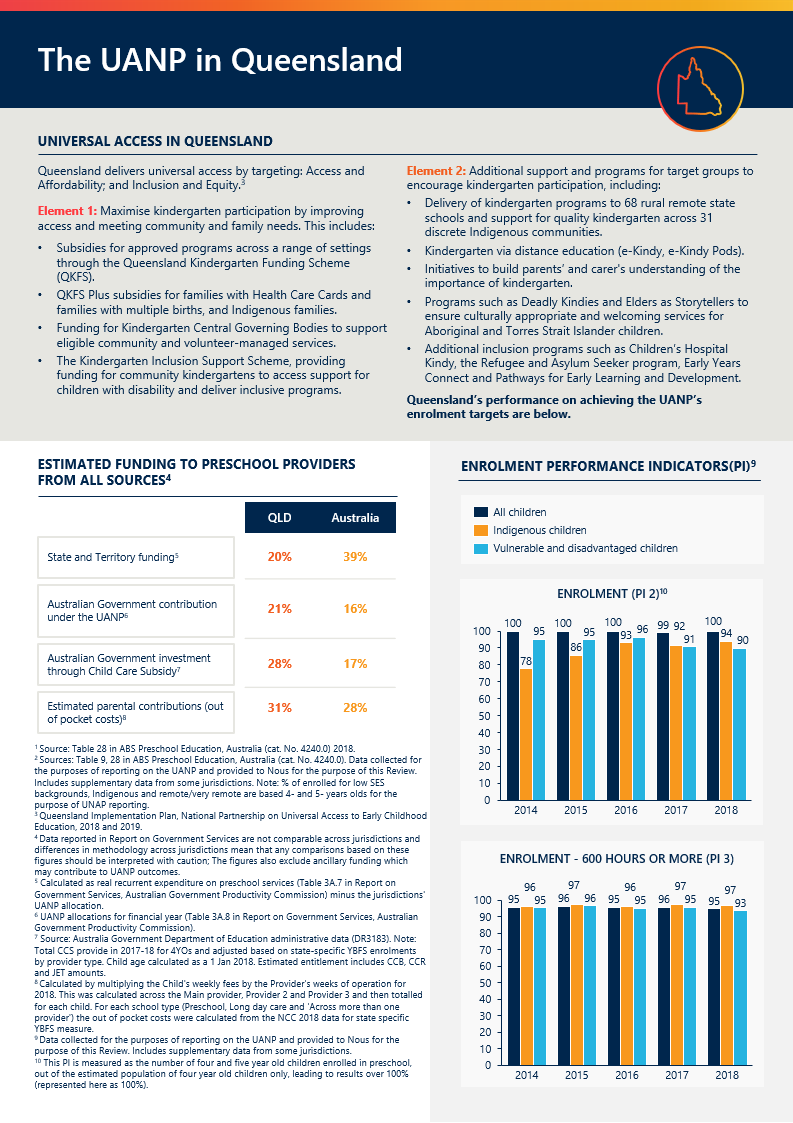 The UANP in Queensland
UNIVERSAL ACCESS IN QUEENSLAND
Queensland delivers universal access by targeting: Access and
Affordability; and Inclusion and Equity.³
Element 1: Maximise kindergarten participation by improving
access and meeting community and family needs. This includes:
• Subsidies for approved programs across a range of settings
through the Queensland Kindergarten Funding Scheme
(QKFS).
• QKFS Plus subsidies for families with Health Care Cards and
families with multiple births, and Indigenous families.
• Funding for Kindergarten Central Governing Bodies to support
eligible community and volunteer-managed services.
• The Kindergarten Inclusion Support Scheme, providing
funding for community kindergartens to access support for
children with disability and deliver inclusive programs.
Element 2: Additional support and programs for target groups to
encourage kindergarten participation, including:
• Delivery of kindergarten programs to 68 rural remote state
schools and support for quality kindergarten across 31
discrete Indigenous communities.
• Kindergarten via distance education (e-Kindy, e-Kindy Pods).
• Initiatives to build parents' and carer's understanding of the
importance of kindergarten.
• Programs such as Deadly Kindies and Elders as Storytellers to
ensure culturally appropriate and welcoming services for
Aboriginal and Torres Strait Islander children.
• Additional inclusion programs such as Children's Hospital
Kindy, the Refugee and Asylum Seeker program, Early Years
Connect and Pathways for Early Learning and Development.
Queensland's performance on achieving the UANP's
enrolment targets are below.
ESTIMATED FUNDING TO PRESCHOOL PROVIDERS
FROM ALL SOURCES⁴
QLD Australia
State and Territory funding⁵ 20% 39%
Australian Government contribution
under the UANP⁶ 21% 16%
Australian Government investment
through Child Care Subsidy⁷ 28% 17%
Estimated parental contributions (out
of pocket costs)⁸ 31% 28%
¹ Source: Table 28 in ABS Preschool Education, Australia (cat. No. 4240.0) 2018.
² Sources: Table 9, 28 in ABS Preschool Education, Australia (cat. No. 4240.0). Data collected for
the purposes of reporting on the UANP and provided to Nous for the purpose of this Review.
Includes supplementary data from some jurisdictions. Note: % of enrolled for low SES
backgrounds, Indigenous and remote/very remote are based 4- and 5- years olds for the
purpose of UNAP reporting.
³ Queensland Implementation Plan, National Partnership on Universal Access to Early Childhood
Education, 2018 and 2019.
⁴ Data reported in Report on Government Services are not comparable across jurisdictions and
differences in methodology across jurisdictions mean that any comparisons based on these
figures should be interpreted with caution; The figures also exclude ancillary funding which
may contribute to UANP outcomes.
⁵ Calculated as real recurrent expenditure on preschool services (Table 3A.7 in Report on
Government Services, Australian Government Productivity Commission) minus the jurisdictions'
UANP allocation.
⁶ UANP allocations for financial year (Table 3A.8 in Report on Government Services, Australian
Government Productivity Commission).
⁷ Source: Australia Government Department of Education administrative data (DR3183). Note:
Total CCS provide in 2017-18 for 4YOs and adjusted based on state-specific YBFS enrolments
by provider type. Child age calculated as a 1 Jan 2018. Estimated entitlement includes CCB, CCR
and JET amounts.
⁸ Calculated by multiplying the Child's weekly fees by the Provider's weeks of operation for
2018. This was calculated across the Main provider, Provider 2 and Provider 3 and then totalled
for each child. For each school type (Preschool, Long day care and 'Across more than one
provider') the out of pocket costs were calculated from the NCC 2018 data for state specific
YBFS measure.
⁹ Data collected for the purposes of reporting on the UANP and provided to Nous for the
purpose of this Review. Includes supplementary data from some jurisdictions.
¹⁰ This PI is measured as the number of four and five year old children enrolled in preschool,
out of the estimated population of four year old children only, leading to results over 100%
(represented here as 100%).
ENROLMENT PERFORMANCE INDICATORS(PI)⁹
All children
Indigenous children
Vulnerable and disadvantaged children
ENROLMENT (PI 2)¹⁰
100 78 95 100 86 95 100 93 96 99 92 91 100 94 90
100
90
80
70
60
50
40
30
20
10
0
2014 2015 2016 2017 2018
ENROLMENT - 600 HOURS OR MORE (PI 3)
95 96 95 96 97 96 95 96 95 96 97 95 95 97 93
100
90
80
70
60
50
40
30
20
10
0
2014 2015 2016 2017 2018